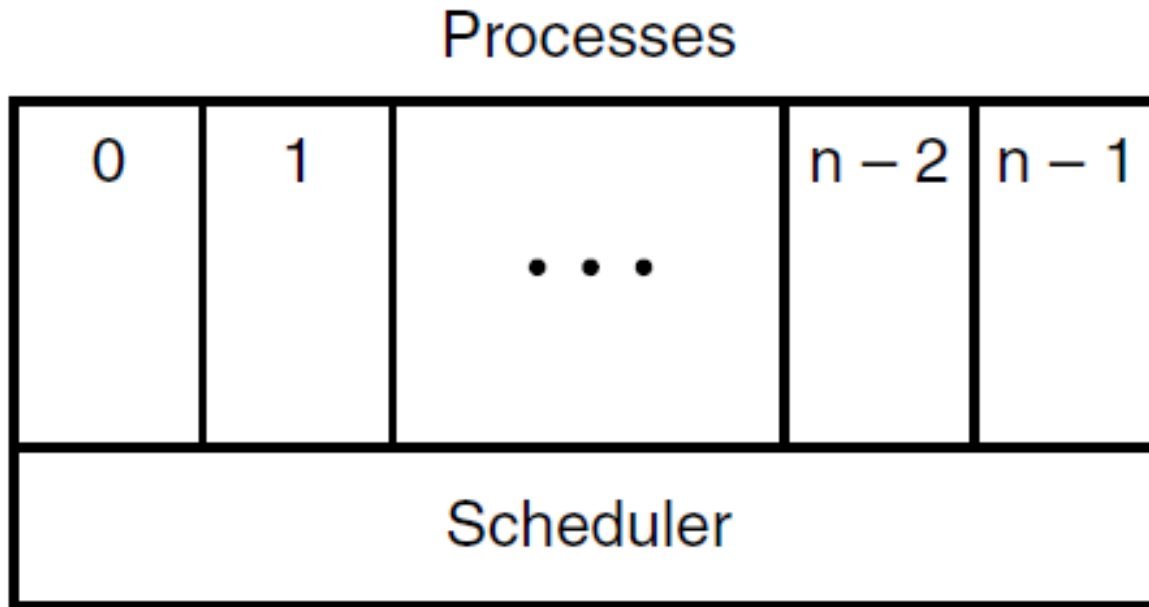 Processes
0 1 • • • n – 2 n – 1
Scheduler